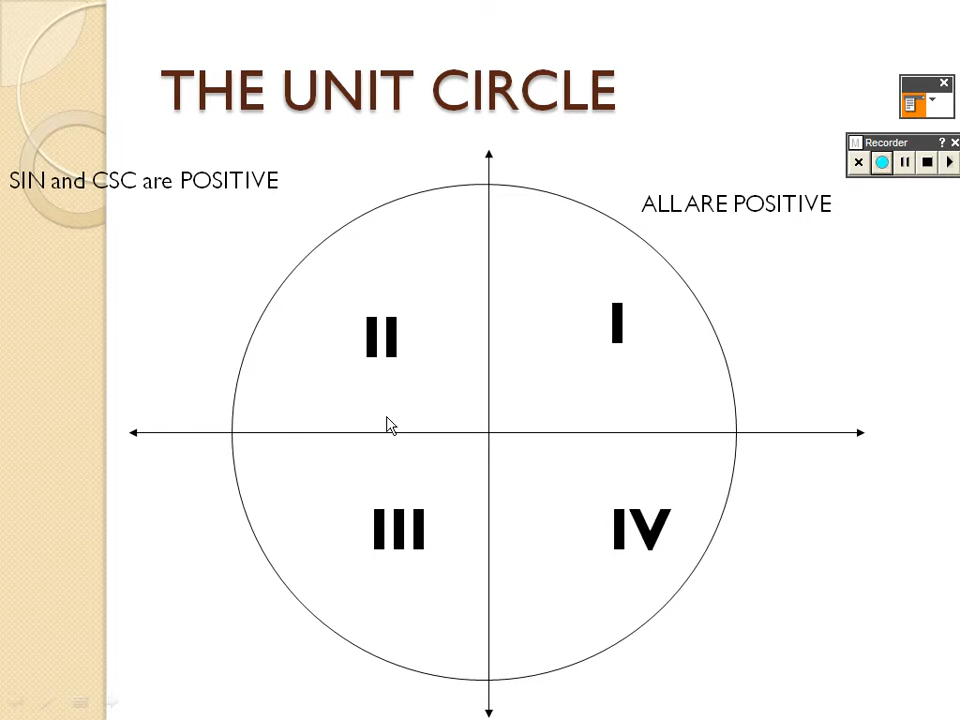 THE UNIT CIRCLE
M Recorder ? ×
SIN and CSC are POSITIVE
ALL ARE POSITIVE
II
I
III
IV